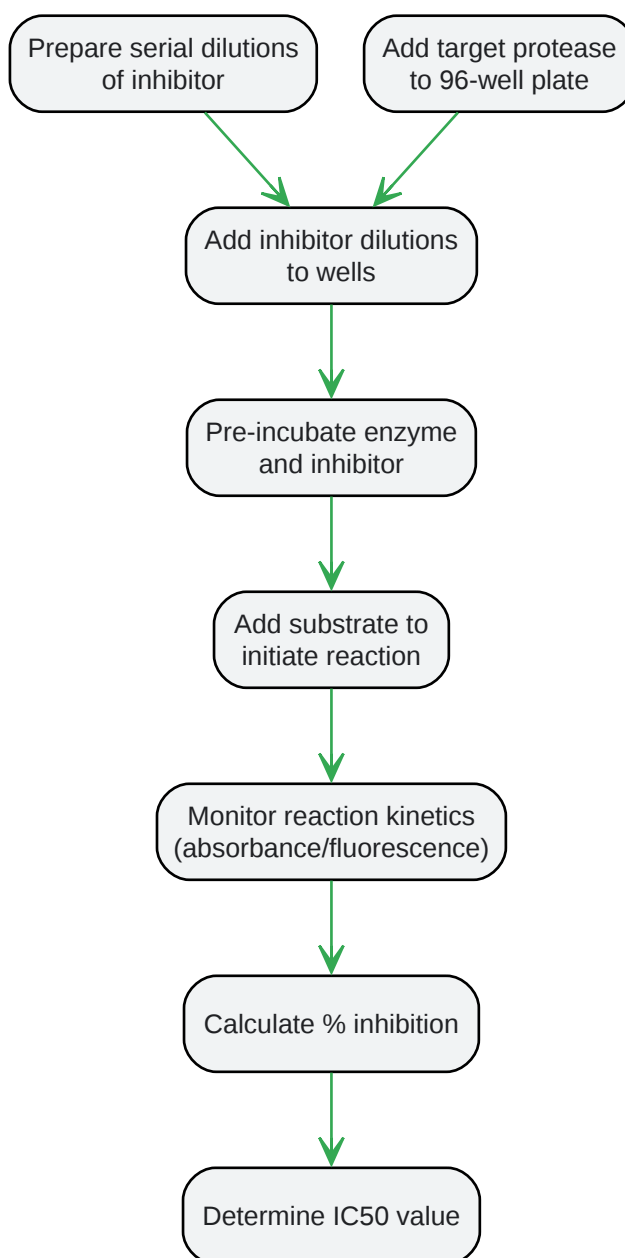 Prepare serial dilutions
of inhibitor
Add target protease
to 96-well plate
Add inhibitor dilutions
to wells
Pre-incubate enzyme
and inhibitor
Add substrate to
initiate reaction
Monitor reaction kinetics
(absorbance/fluorescence)
Calculate % inhibition
Determine IC50 value